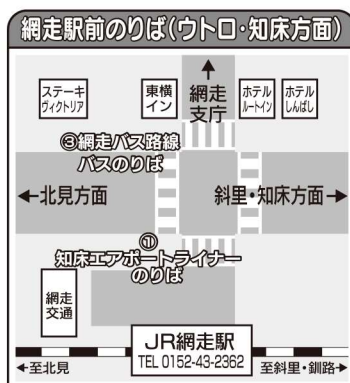 網走駅前のりば(ウトロ・知床方面)
ステーキ
ヴィクトリア
東横
イン
↑
網走
支庁
ホテル
ルートイン
ホテル
しんばし
③網走バス路線
バスのりば
←北見方面
斜里・知床方面→
①
知床エアポートライナー
のりば
網走
交通
JR網走駅
TEL 0152-43-2362
←至北見
至斜里・釧路→